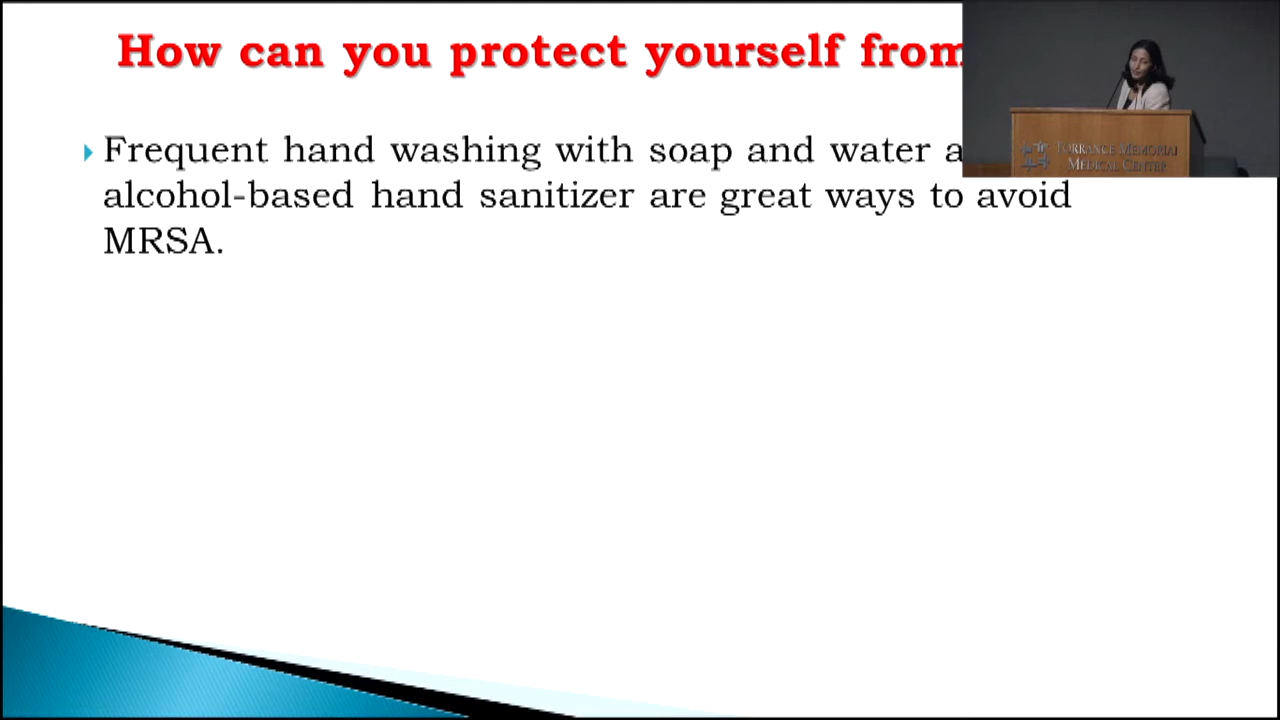 How can you protect yourself from
Frequent hand washing with soap and water a
alcohol-based hand sanitizer are great ways to avoid
MRSA.
TORRANCE MEMORIAL
MEDICAL CENTER